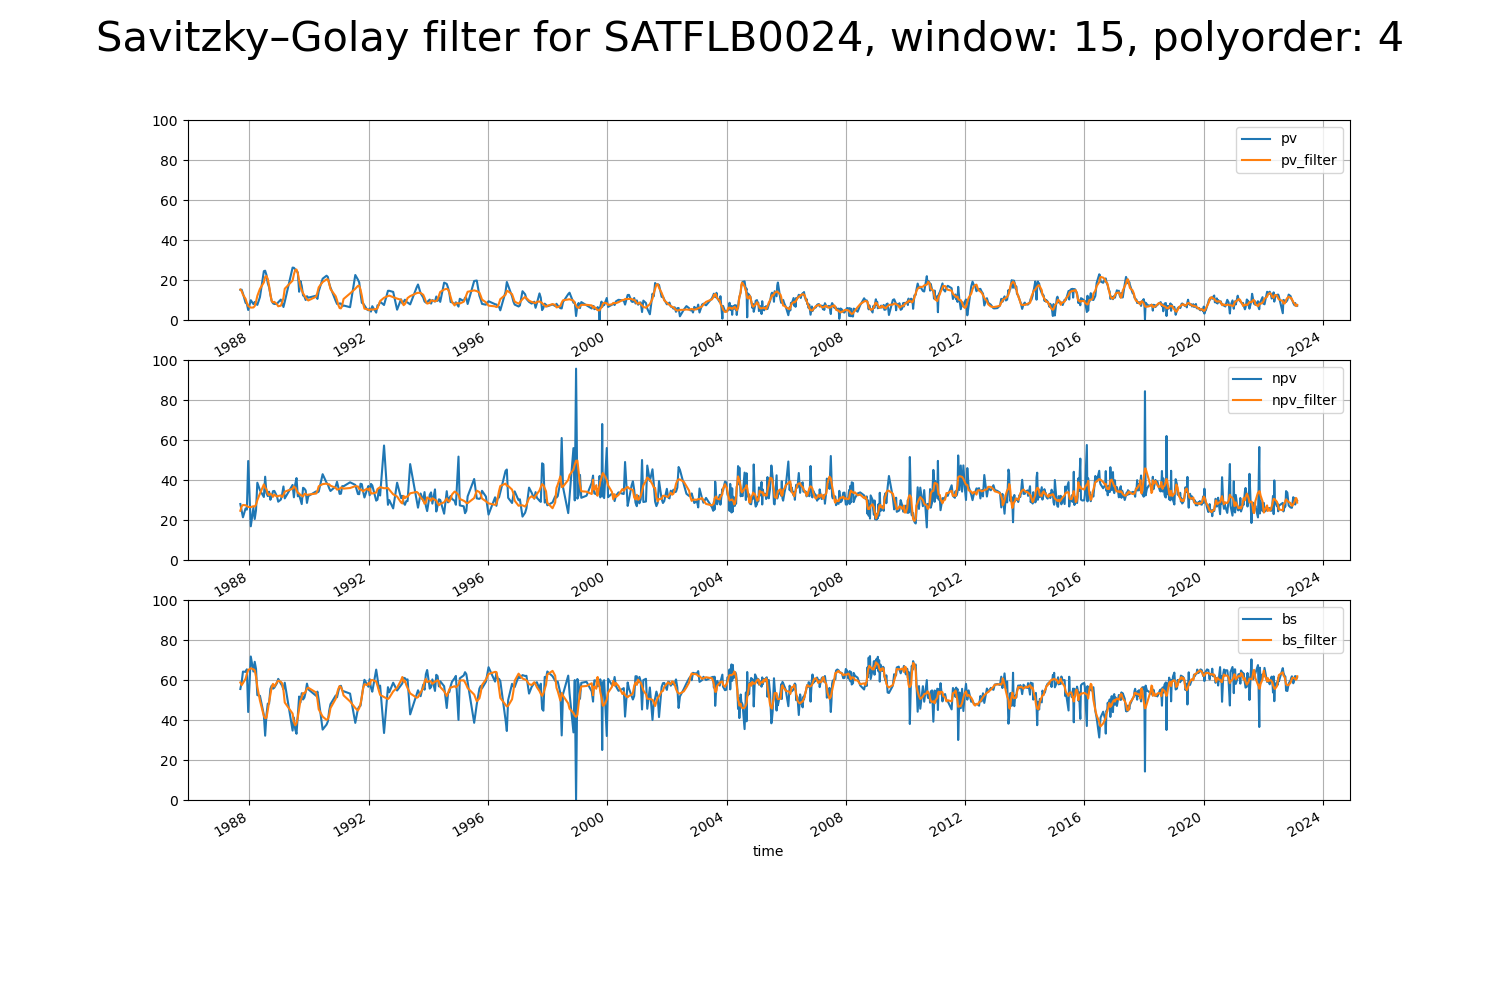 Savitzky–Golay filter for SATFLB0024, window: 15, polyorder: 4
100
80
60
40
20
0
pv
pv_filter
1988 1992 1996 2000 2004 2008 2012 2016 2020 2024
100
80
60
40
20
0
npv
npv_filter
1988 1992 1996 2000 2004 2008 2012 2016 2020 2024
100
80
60
40
20
0
bs
bs_filter
1988 1992 1996 2000 2004 2008 2012 2016 2020 2024
time